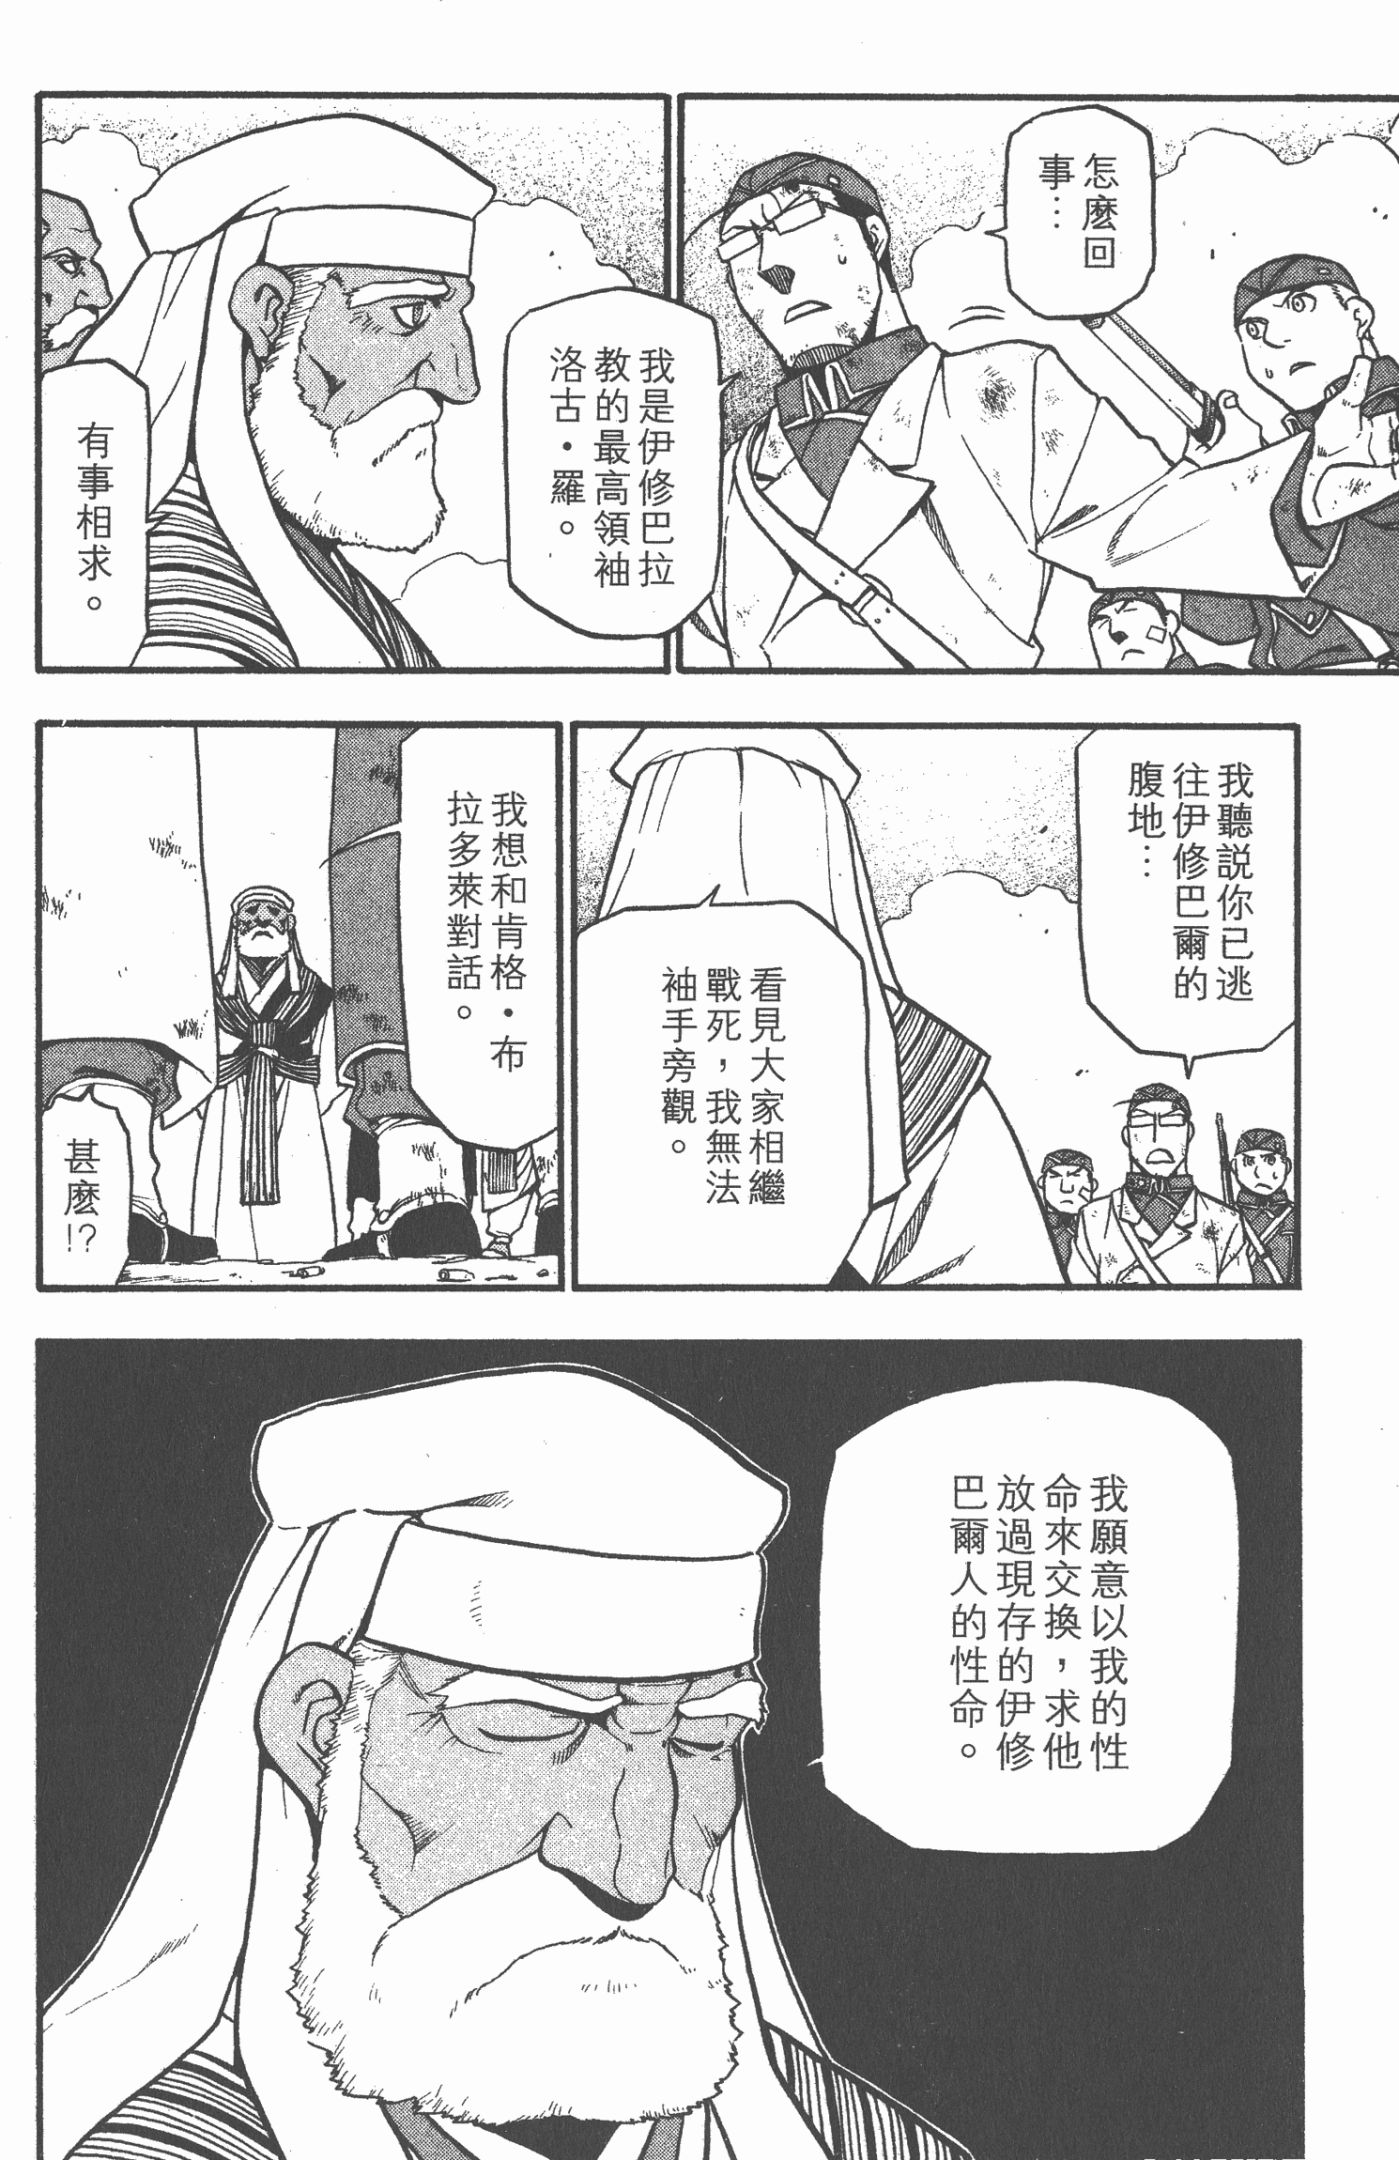 怎麼回
事…
我是伊修巴拉
教的最高領袖
洛古・羅。
有事相求。
我聽説你已逃
往伊修巴爾的
腹地…
看見大家相繼
戰死，我無法
袖手旁觀。
我想和肯格・布
拉多萊對話。
甚麼!?
我願意以我的性
命來交換，求他
放過現存的伊修
巴爾人的性命。